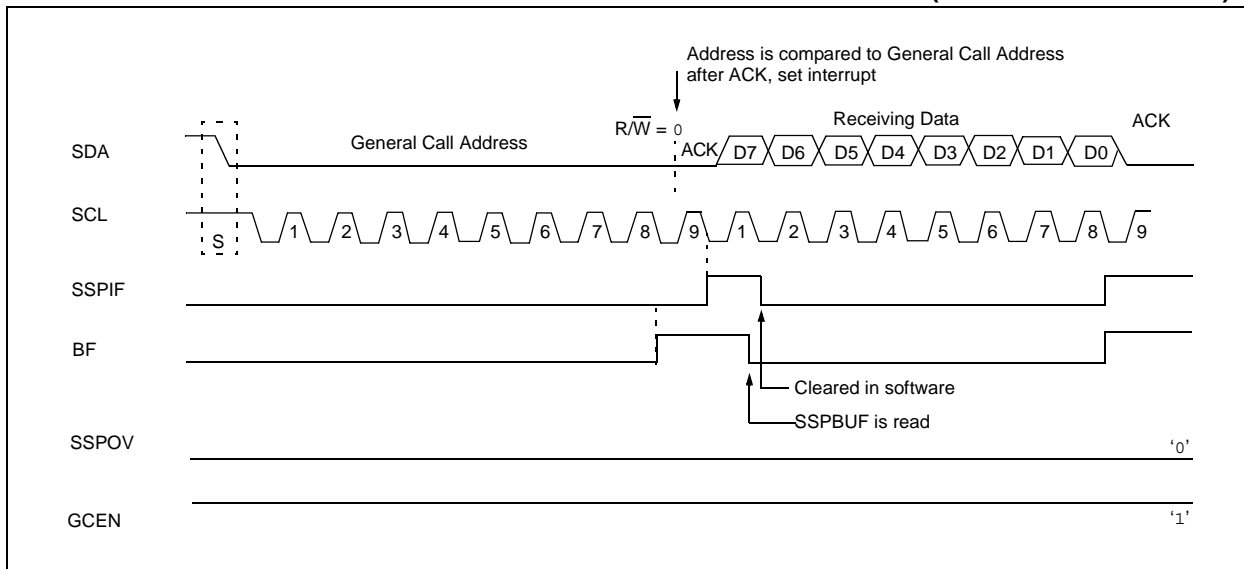 Address is compared to General Call Address
after ACK, set interrupt
R/W̅ = 0
Receiving Data
ACK
SDA
General Call Address
ACK
D7 D6 D5 D4 D3 D2 D1 D0
SCL
S
1 2 3 4 5 6 7 8 9 1 2 3 4 5 6 7 8 9
SSPIF
BF
Cleared in software
SSPBUF is read
SSPOV
‘0’
GCEN
‘1’